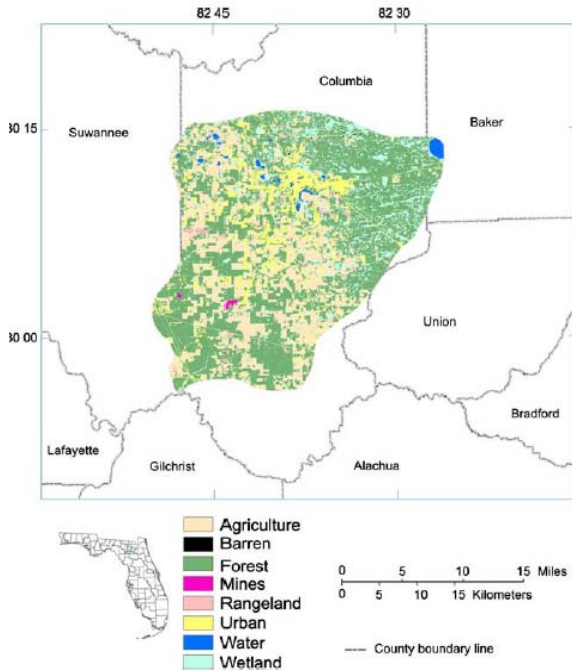 82 45 82 30
Columbia
Baker
30 15
Suwannee
30 00
Union
Bradford
Lafayette
Gilchrist
Alachua
Agriculture
Barren
Forest
Mines
Rangeland
Urban
Water
Wetland
0 5 10 15 Miles
0 5 10 15 Kilometers
County boundary line